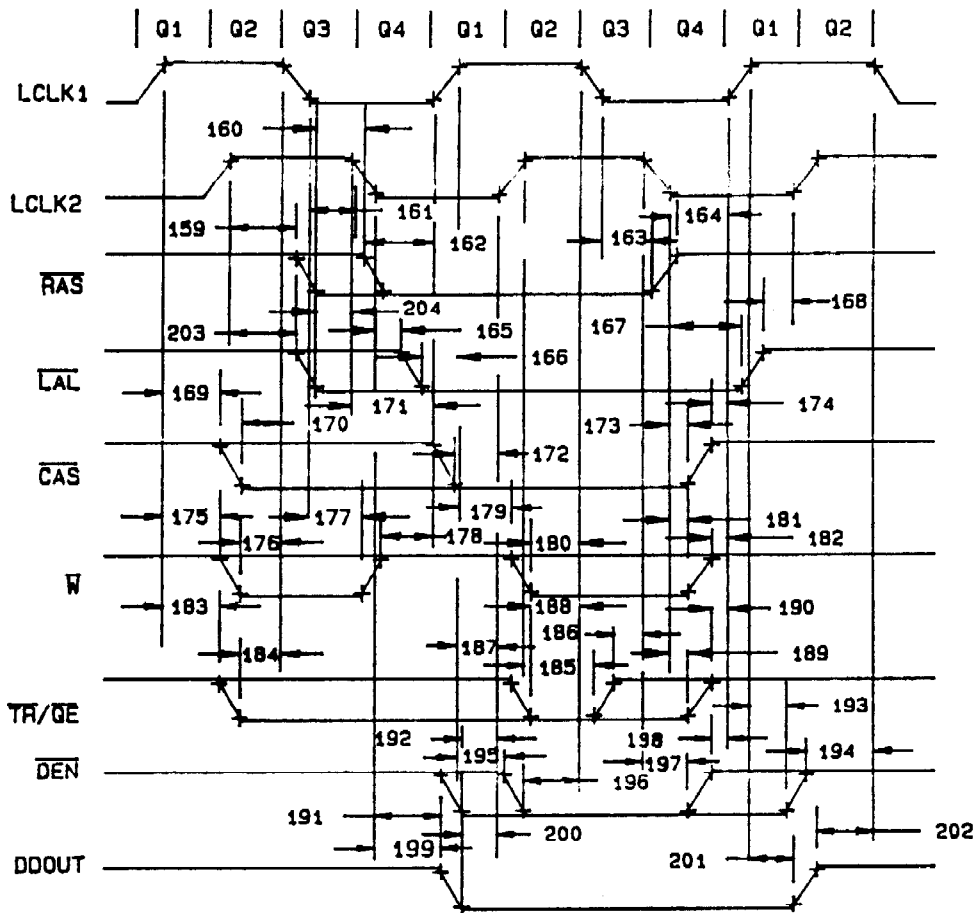 Q1 Q2 Q3 Q4 Q1 Q2 Q3 Q4 Q1 Q2
LCLK1
160
LCLK2
161 164
159 162 163
RAS
204 168
203 165 167
166
LAL
169 171 174
170 173
172
CAS
179
175 177 181
176 178 180 182
W
183 188 190
187 186
184 185 189
TR/QE
193
192 198
195 194
DEN
197
196
191 200 202
199 201
DDOUT